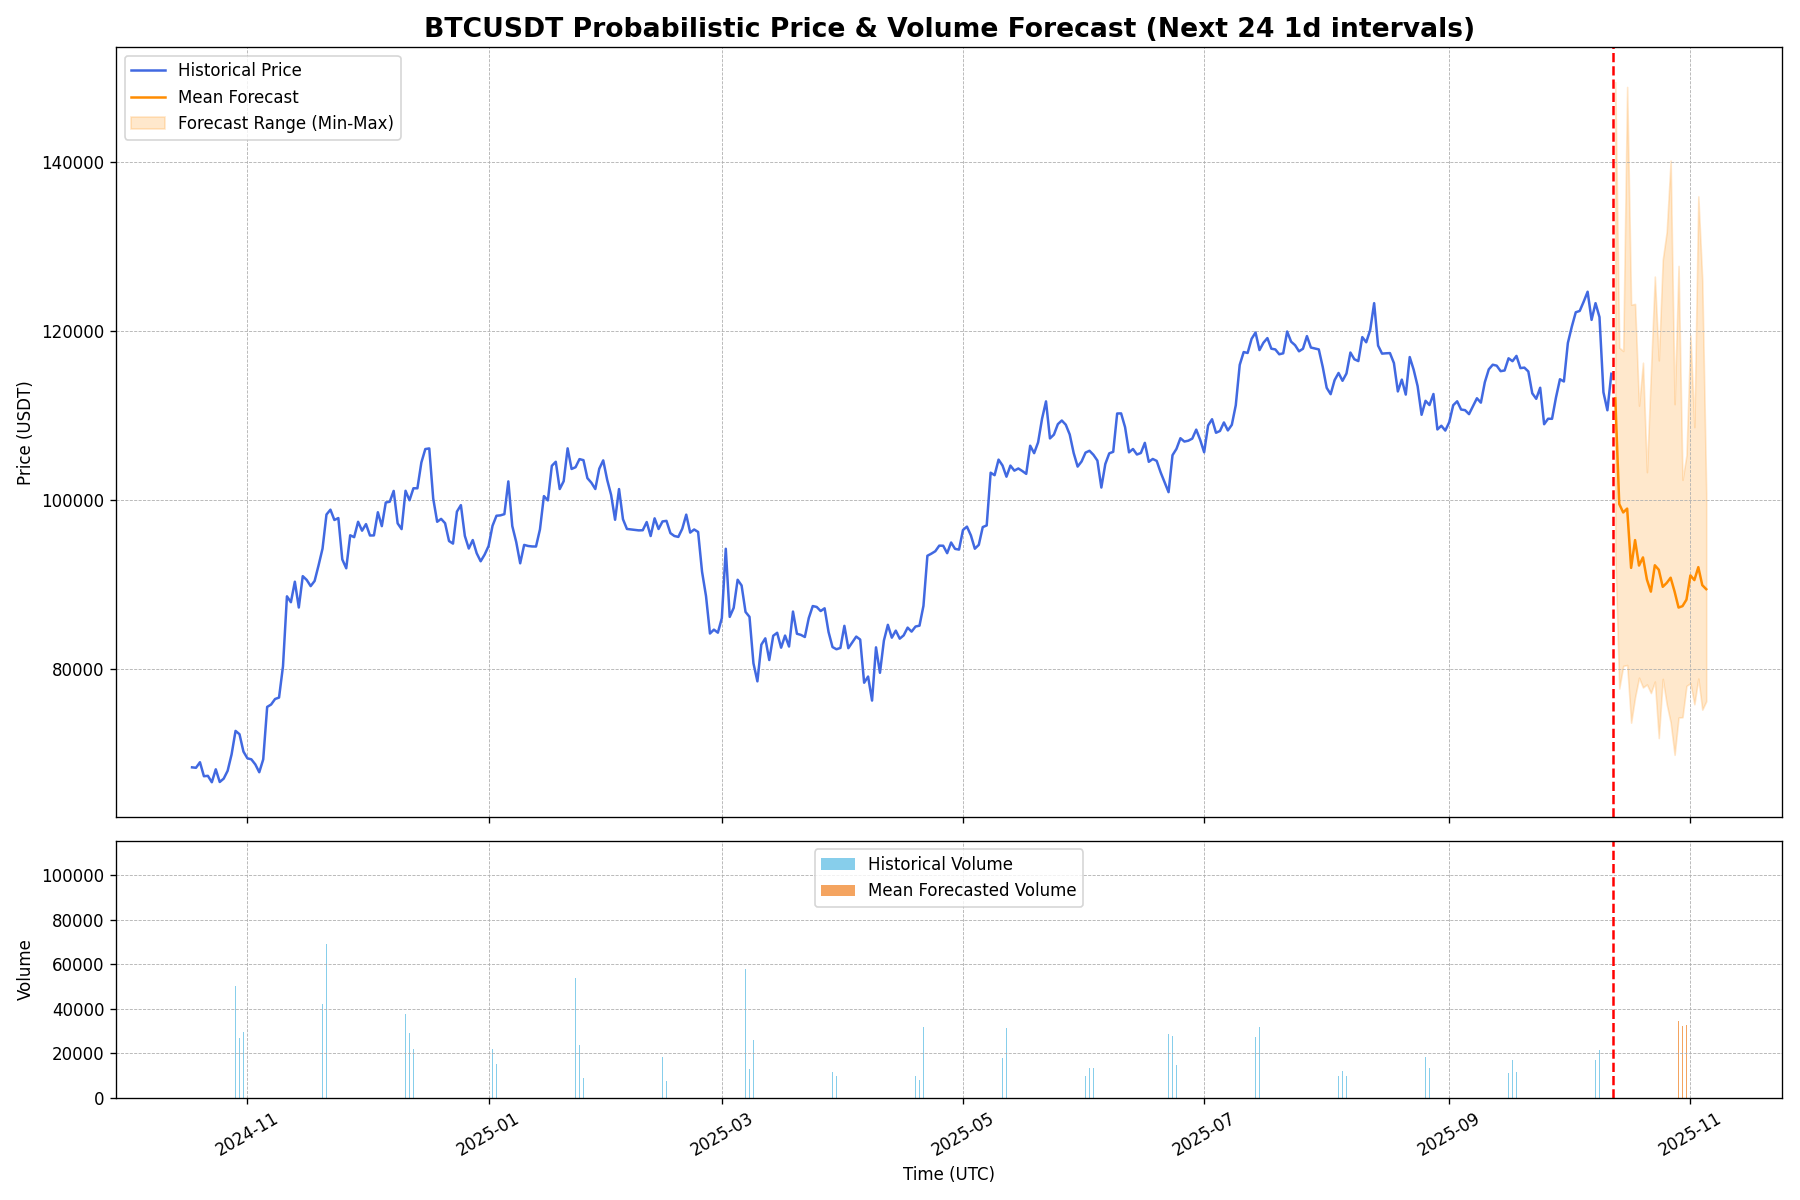 BTCUSDT Probabilistic Price & Volume Forecast (Next 24 1d intervals)
Historical Price
Mean Forecast
Forecast Range (Min-Max)
140000
120000
100000
80000
Price (USDT)
Historical Volume
Mean Forecasted Volume
100000
80000
60000
40000
20000
0
Volume
2024-11
2025-01
2025-03
2025-05
2025-07
2025-09
2025-11
Time (UTC)